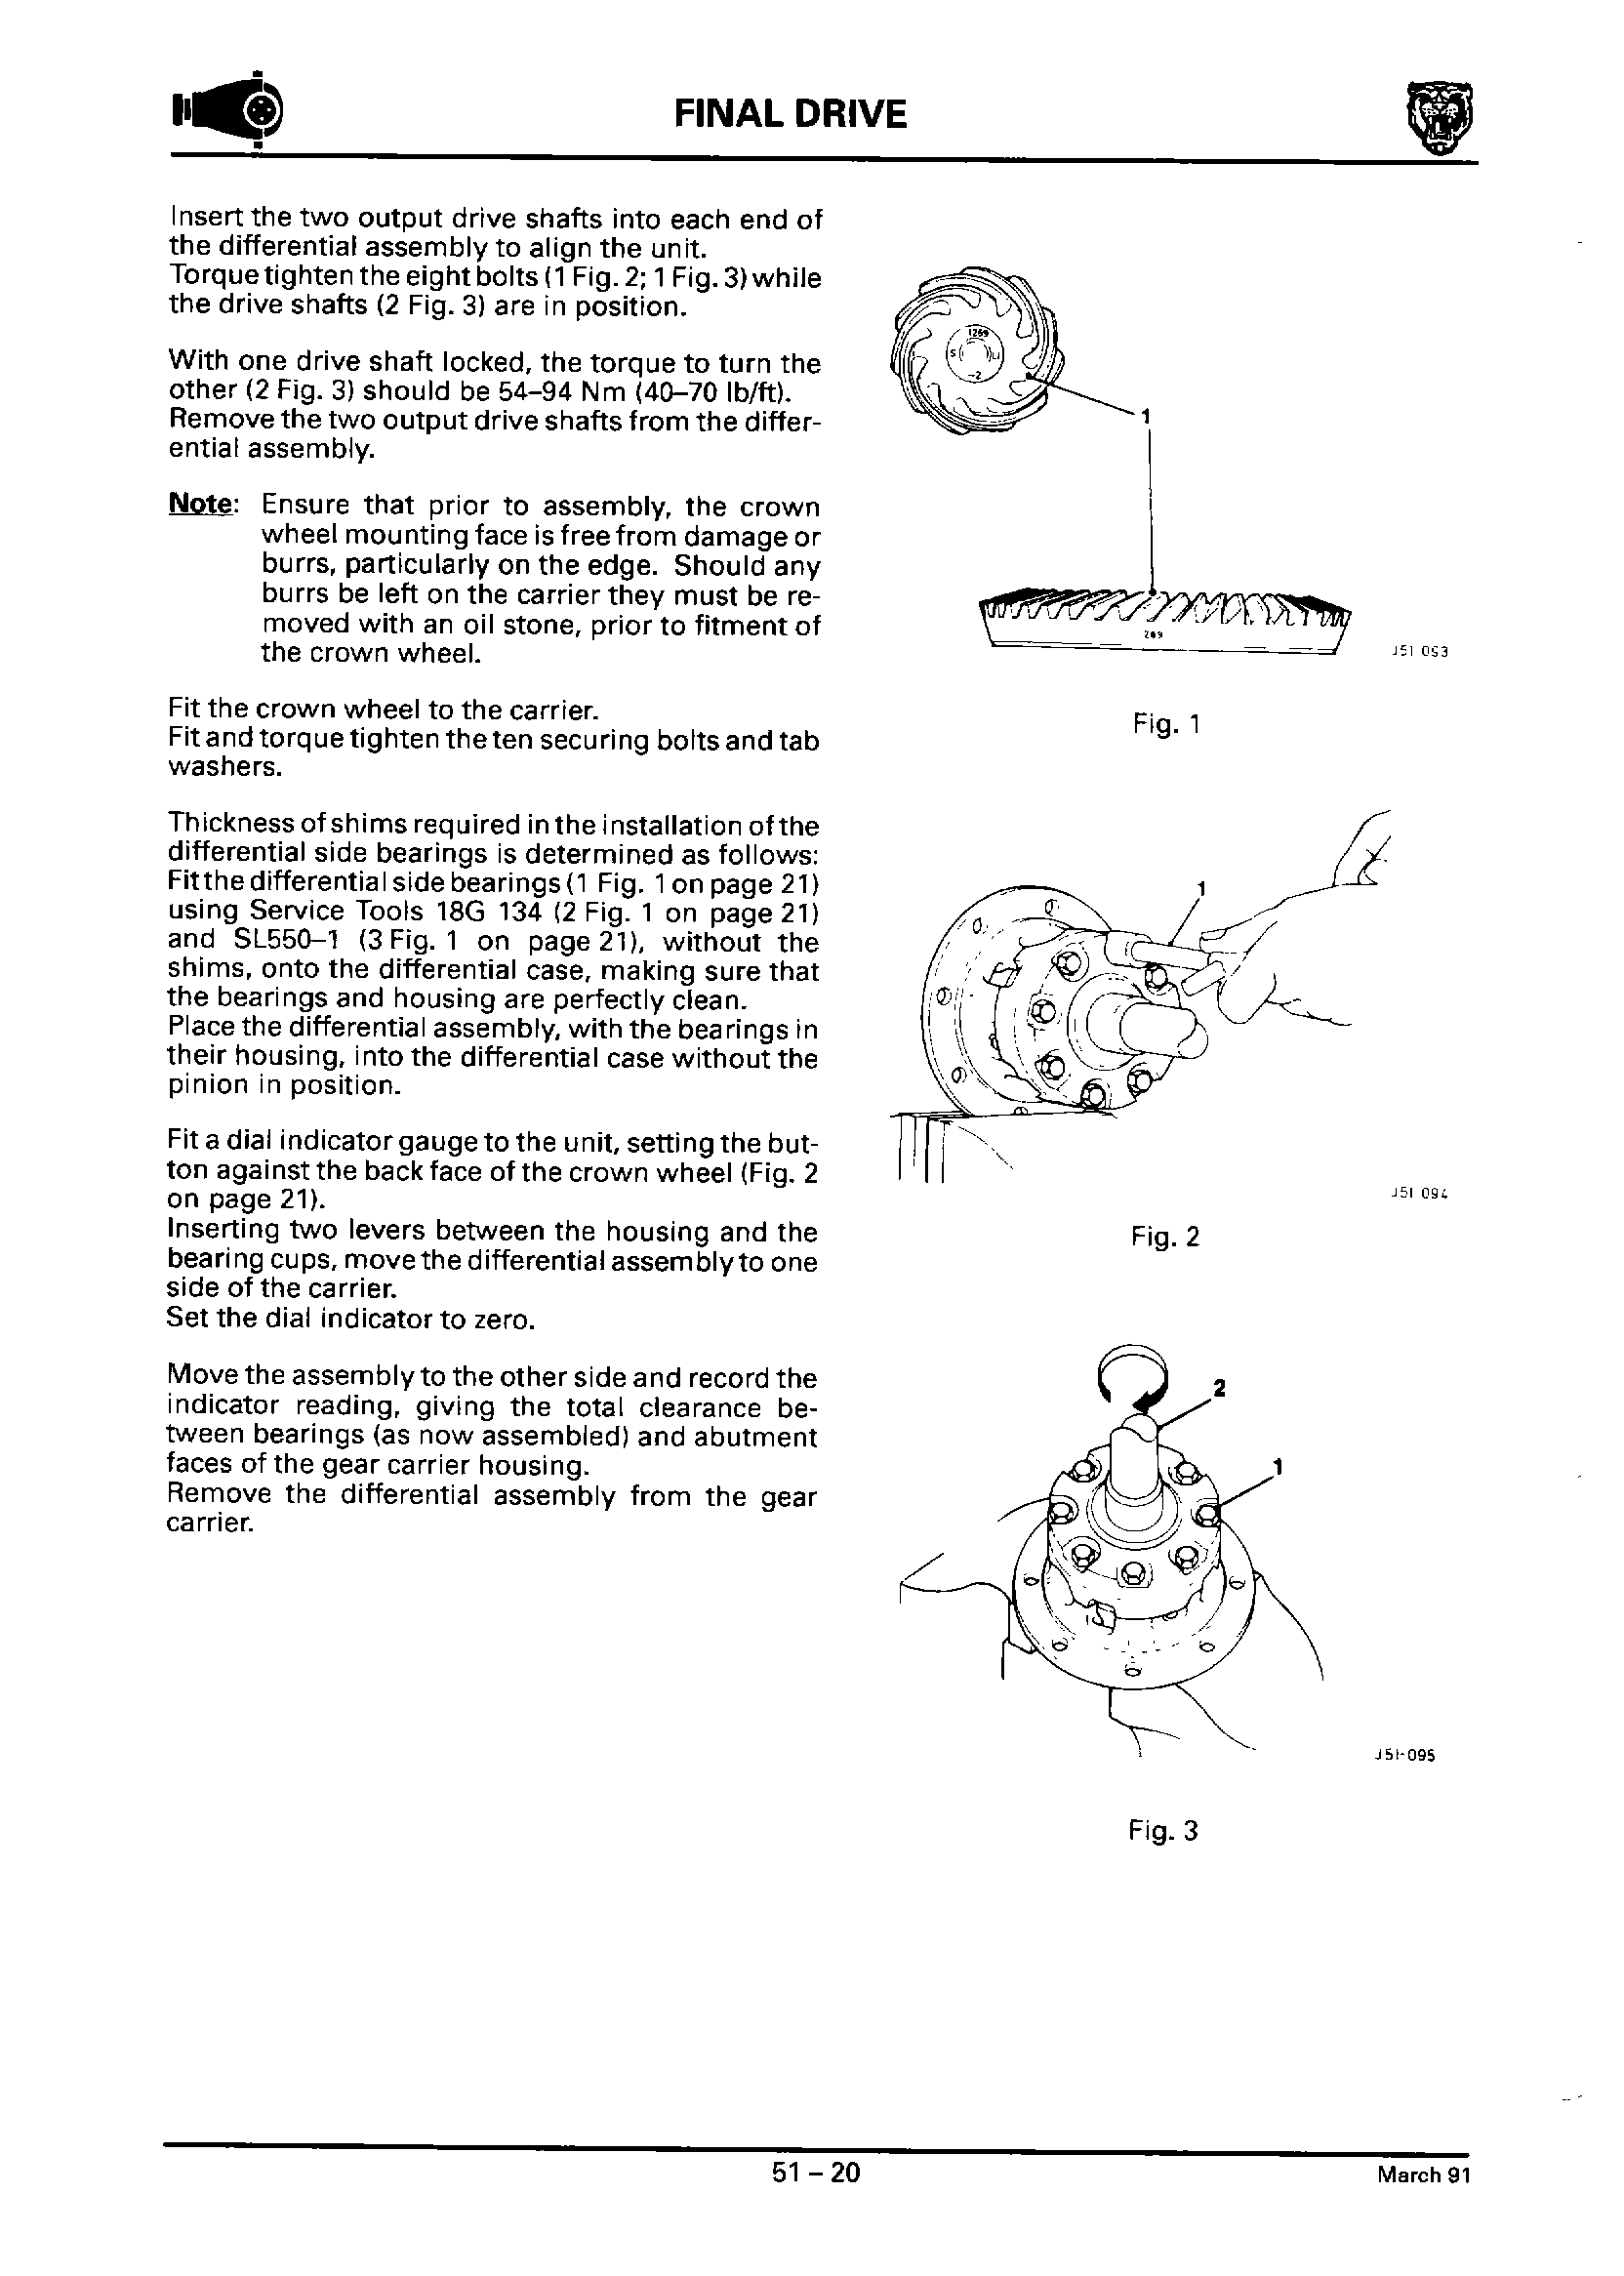 FINAL DRIVE
Insert the two output drive shafts into each end of
the differential assembly to align the unit.
Torque tighten the eight bolts (1 Fig. 2; 1 Fig. 3) while
the drive shafts (2 Fig. 3) are in position.
With one drive shaft locked, the torque to turn the
other (2 Fig. 3) should be 54–94 Nm (40–70 lb/ft).
Remove the two output drive shafts from the differ-
ential assembly.
Note: Ensure that prior to assembly, the crown
wheel mounting face is free from damage or
burrs, particularly on the edge. Should any
burrs be left on the carrier they must be re-
moved with an oil stone, prior to fitment of
the crown wheel.
Fit the crown wheel to the carrier.
Fit and torque tighten the ten securing bolts and tab
washers.
Thickness of shims required in the installation of the
differential side bearings is determined as follows:
Fit the differential side bearings (1 Fig. 1 on page 21)
using Service Tools 18G 134 (2 Fig. 1 on page 21)
and SL550–1 (3 Fig. 1 on page 21), without the
shims, onto the differential case, making sure that
the bearings and housing are perfectly clean.
Place the differential assembly, with the bearings in
their housing, into the differential case without the
pinion in position.
Fit a dial indicator gauge to the unit, setting the but-
ton against the back face of the crown wheel (Fig. 2
on page 21).
Inserting two levers between the housing and the
bearing cups, move the differential assembly to one
side of the carrier.
Set the dial indicator to zero.
Move the assembly to the other side and record the
indicator reading, giving the total clearance be-
tween bearings (as now assembled) and abutment
faces of the gear carrier housing.
Remove the differential assembly from the gear
carrier.
1269
-2
1
J51 093
Fig. 1
1
J51 094
Fig. 2
2
1
J51-095
Fig. 3
51 – 20
March 91